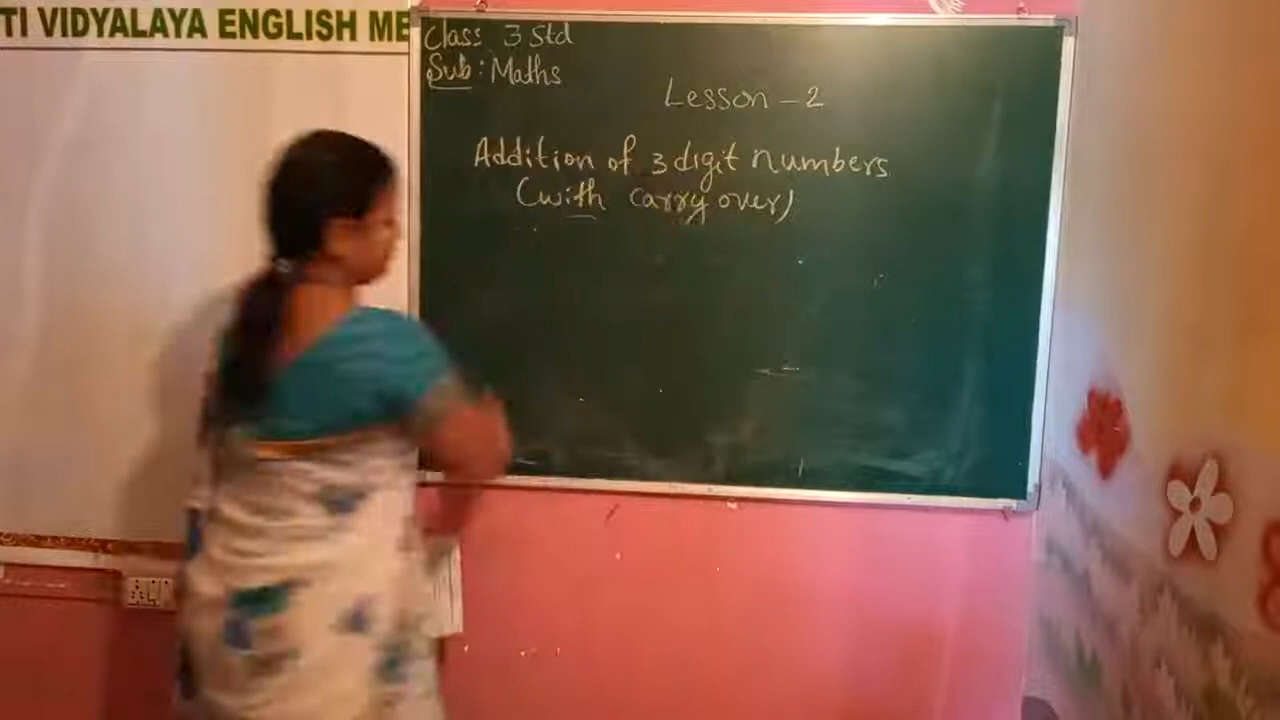 TI VIDYALAYA ENGLISH ME
Class: 3 Std
Sub: Maths
Lesson - 2
Addition of 3 digit numbers
(with carry over)